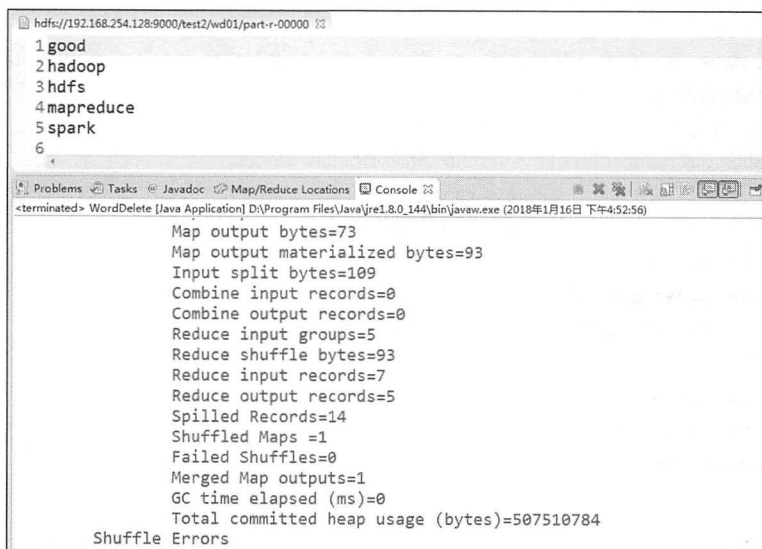 hdfs://192.168.254.128:9000/test2/wd01/part-r-00000
1 good
2 hadoop
3 hdfs
4 mapreduce
5 spark
6
Problems Tasks @ Javadoc Map/Reduce Locations Console
<terminated> WordDelete [Java Application] D:\Program Files\Java\jre1.8.0_144\bin\javaw.exe (2018年1月16日 下午4:52:56)
Map output bytes=73
Map output materialized bytes=93
Input split bytes=109
Combine input records=0
Combine output records=0
Reduce input groups=5
Reduce shuffle bytes=93
Reduce input records=7
Reduce output records=5
Spilled Records=14
Shuffled Maps =1
Failed Shuffles=0
Merged Map outputs=1
GC time elapsed (ms)=0
Total committed heap usage (bytes)=507510784
Shuffle Errors